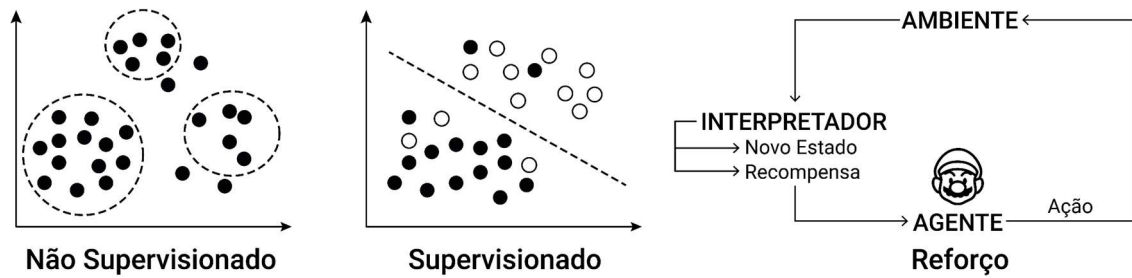 Não Supervisionado
Supervisionado
AMBIENTE
INTERPRETADOR
Novo Estado
Recompensa
AGENTE
Ação
Reforço